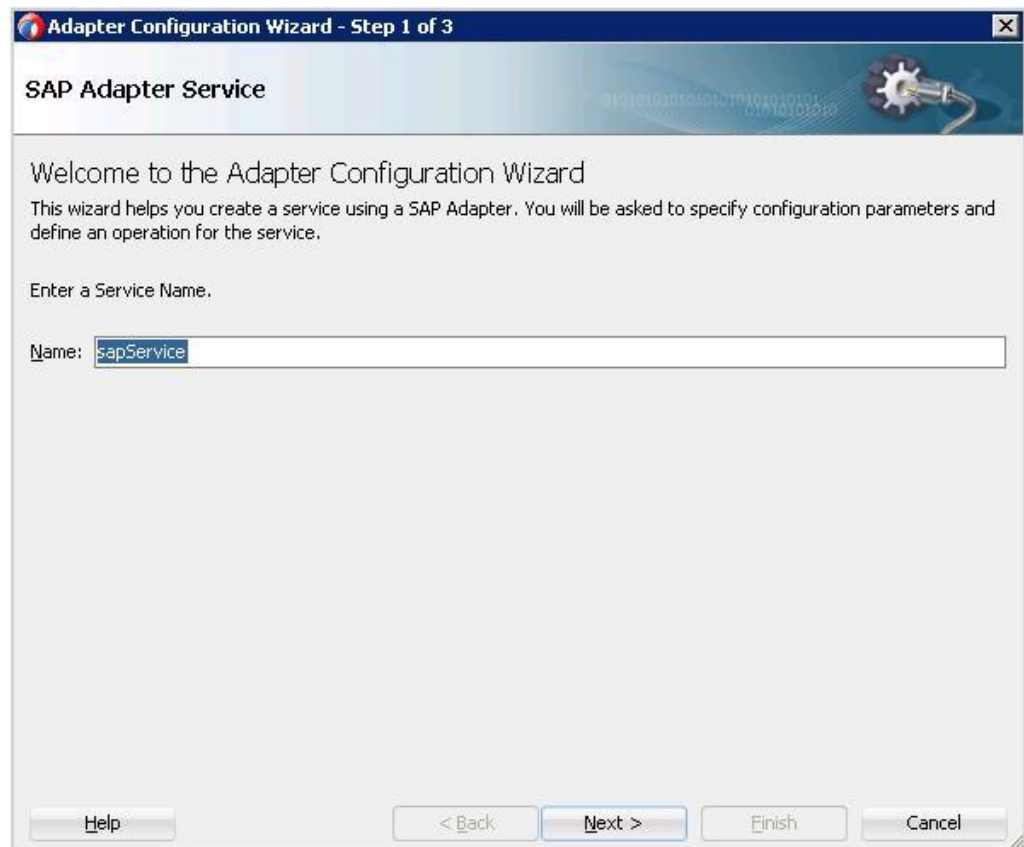 Adapter Configuration Wizard - Step 1 of 3
SAP Adapter Service
Welcome to the Adapter Configuration Wizard
This wizard helps you create a service using a SAP Adapter. You will be asked to specify configuration parameters and
define an operation for the service.
Enter a Service Name.
Name: sapService
Help < Back Next > Finish Cancel